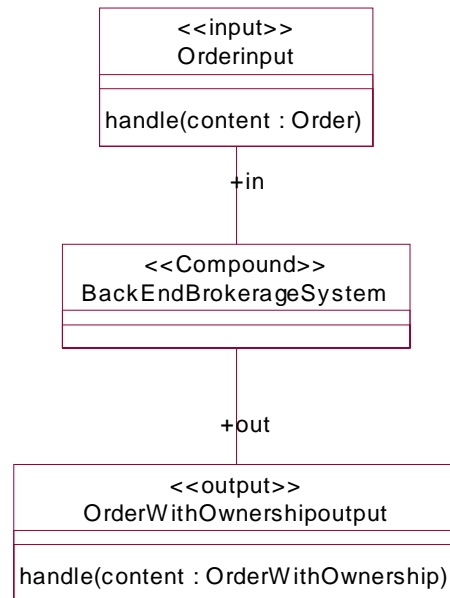 <<input>>
Orderinput
handle(content : Order)
+in
<<Compound>>
BackEndBrokerageSystem
+out
<<output>>
OrderWithOwnershipoutput
handle(content : OrderWithOwnership)